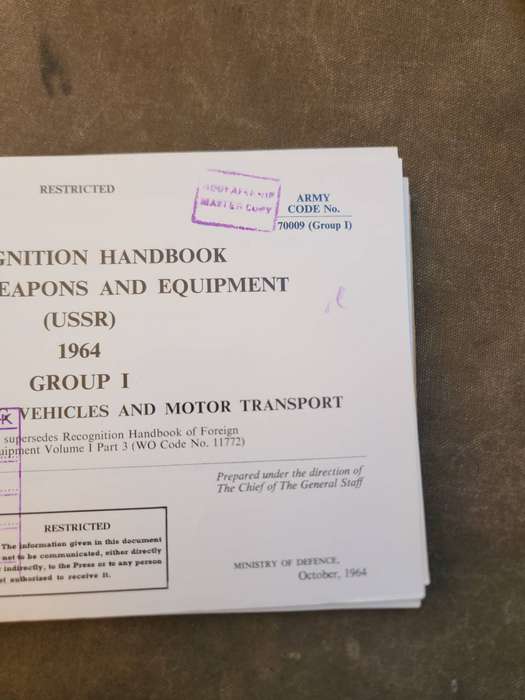 RESTRICTED
MASTER COPY
ARMY
CODE No.
70009 (Group I)
GNITION HANDBOOK
EAPONS AND EQUIPMENT
(USSR)
1964
GROUP I
VEHICLES AND MOTOR TRANSPORT
K
supersedes Recognition Handbook of Foreign
uipment Volume I Part 3 (WO Code No. 11772)
Prepared under the direction of
The Chief of The General Staff
RESTRICTED
The information given in this document
not to be communicated, either directly
indirectly, to the Press or to any person
t authorized to receive it.
MINISTRY OF DEFENCE,
October, 1964